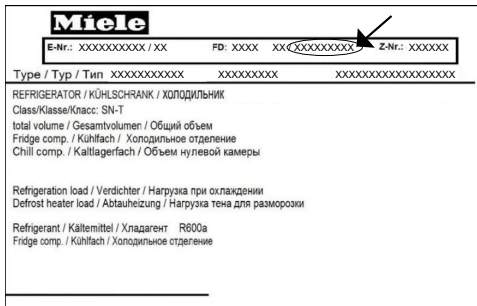 Miele
E-Nr.: XXXXXXXXXX / XX FD: XXXX XX XXXXXXXXX Z-Nr.: XXXXXX
Type / Typ / Тип XXXXXXXXXXX XXXXXXXXX XXXXXXXXXXXXXXXXXX
REFRIGERATOR / KÜHLSCHRANK / ХОЛОДИЛЬНИК
Class/Klasse/Класс: SN-T
total volume / Gesamtvolumen / Общий объем
Fridge comp. / Kühlfach / Холодильное отделение
Chill comp. / Kaltlagerfach / Объем нулевой камеры
Refrigeration load / Verdichter / Нагрузка при охлаждении
Defrost heater load / Abtauheizung / Нагрузка тена для разморозки
Refrigerant / Kältemittel / Хладагент R600a
Fridge comp. / Kühlfach / Холодильное отделение